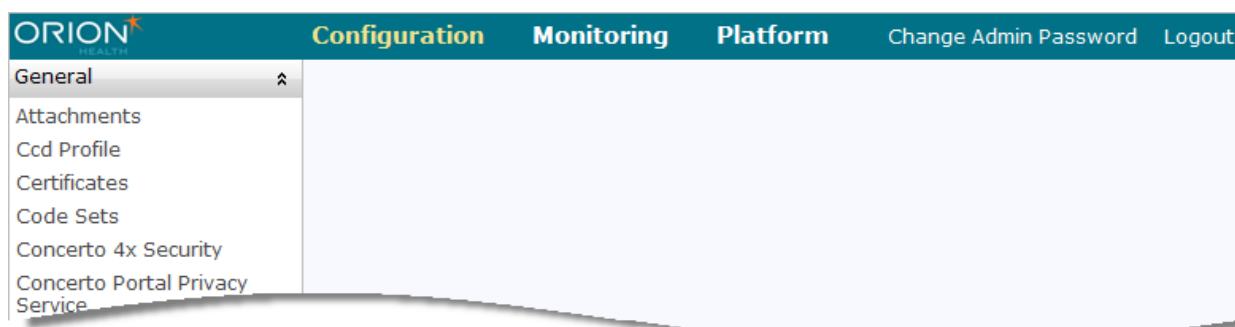 ORION HEALTH Configuration Monitoring Platform Change Admin Password Logout
General
Attachments
Ccd Profile
Certificates
Code Sets
Concerto 4x Security
Concerto Portal Privacy
Service